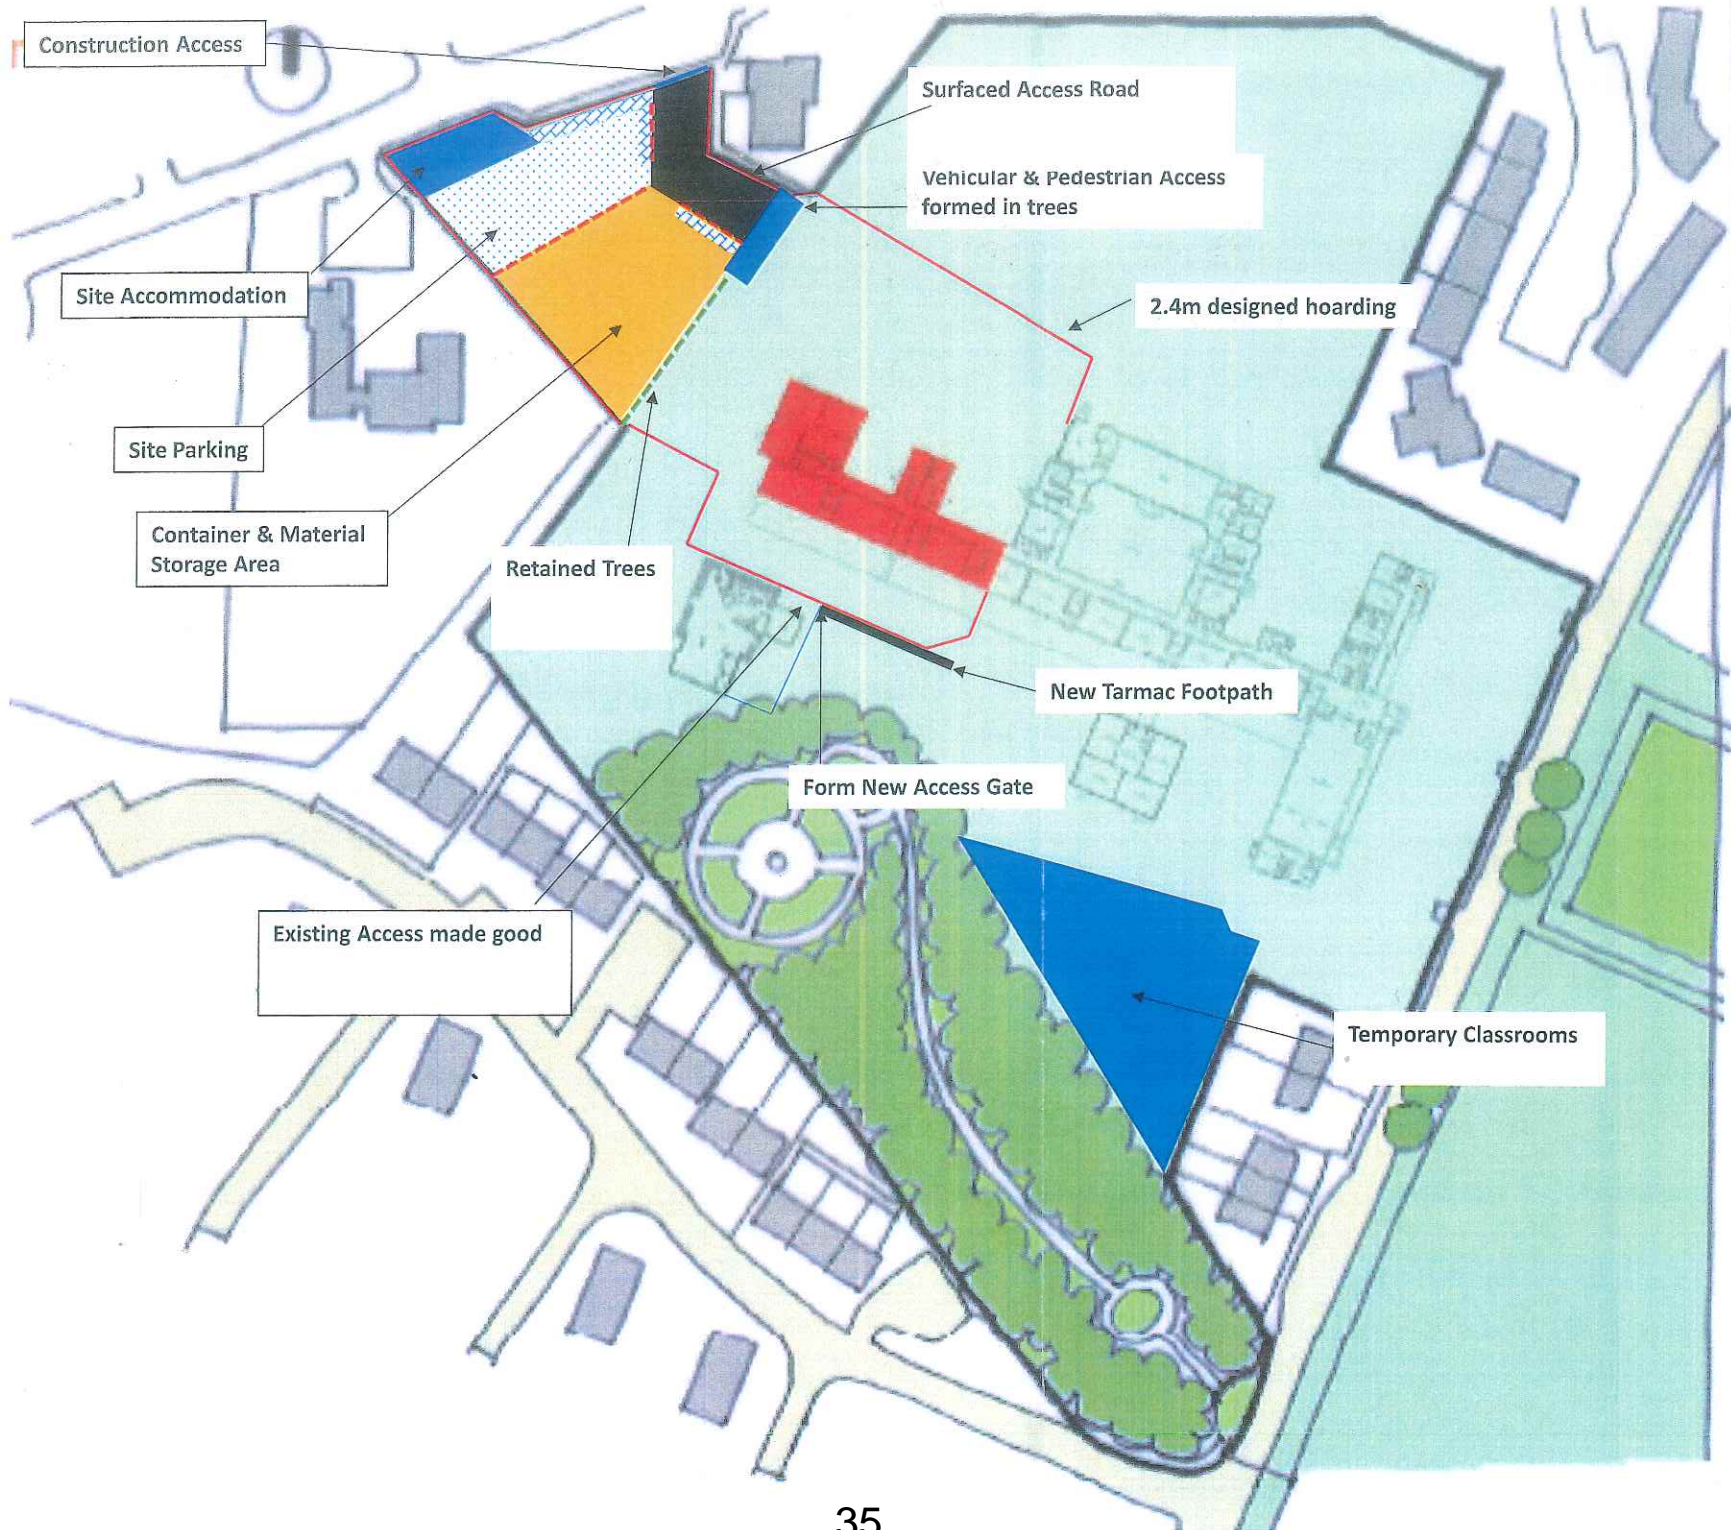 Construction Access
Surfaced Access Road
Vehicular & Pedestrian Access
formed in trees
Site Accommodation
2.4m designed hoarding
Site Parking
Container & Material
Storage Area
Retained Trees
New Tarmac Footpath
Form New Access Gate
Existing Access made good
Temporary Classrooms
35